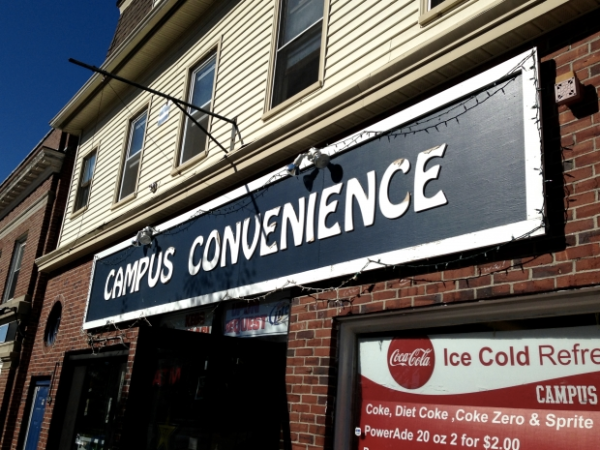 CAMPUS CONVENIENCE
REQUEST
Coca-Cola Ice Cold Refre
CAMPUS
Coke, Diet Coke ,Coke Zero & Sprite
PowerAde 20 oz 2 for $2.00